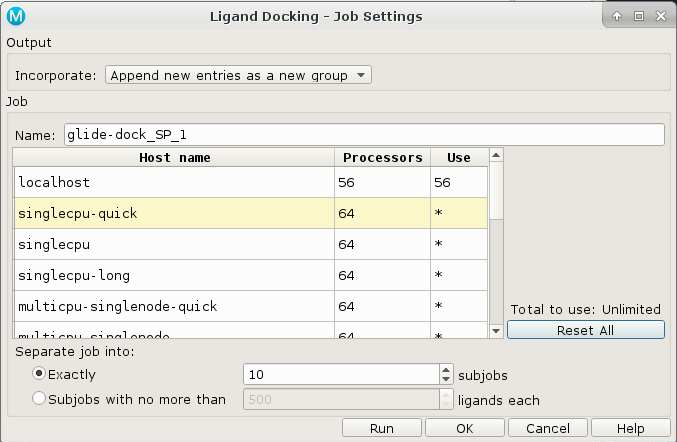 M Ligand Docking - Job Settings
Output
Incorporate: Append new entries as a new group
Job
Name: glide-dock_SP_1
Host name Processors Use
localhost 56 56
singlecpu-quick 64 *
singlecpu 64 *
singlecpu-long 64 *
multicpu-singlenode-quick 64 *
multicpu-singlenode 64 *
Total to use: Unlimited
Reset All
Separate job into:
Exactly 10 subjobs
Subjobs with no more than 500 ligands each
Run OK Cancel Help